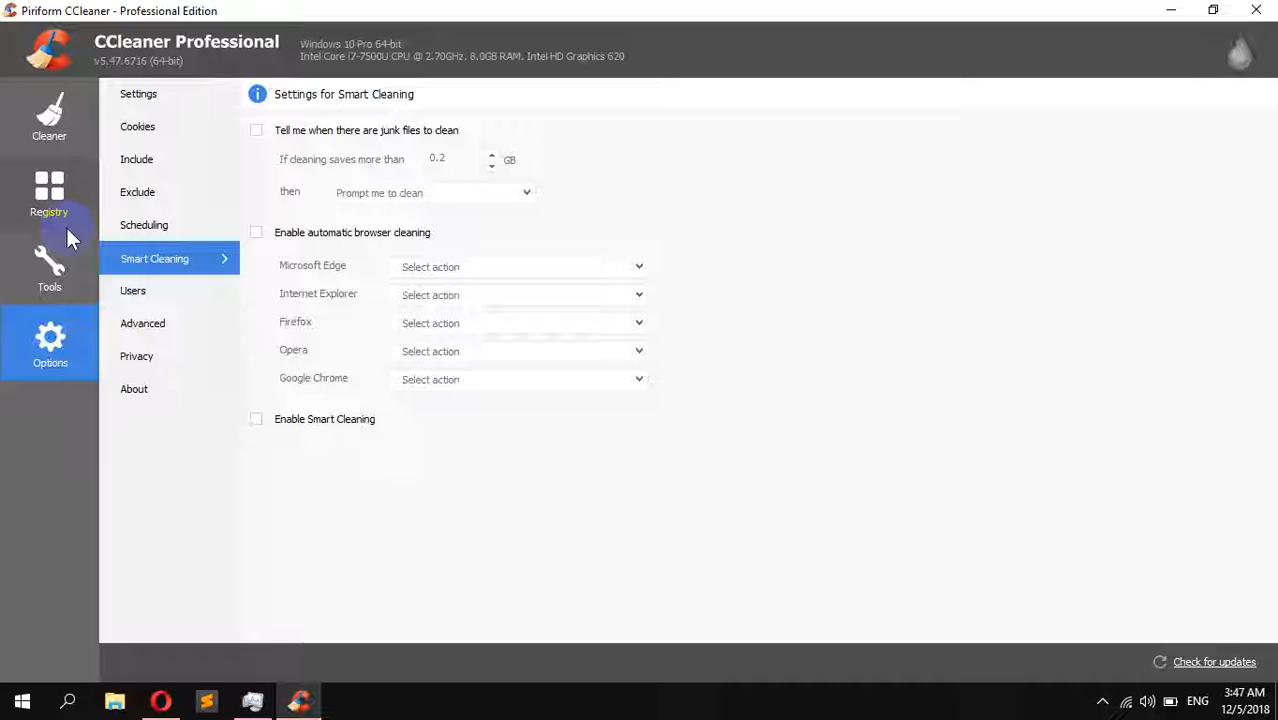 Piriform CCleaner - Professional Edition
CCleaner Professional
v5.47.6716 (64-bit)
Windows 10 Pro 64-bit
Intel Core i7-7500U CPU @ 2.70GHz, 8.0GB RAM, Intel HD Graphics 620
Cleaner
Registry
Tools
Options
Settings
Cookies
Include
Exclude
Scheduling
Smart Cleaning
Users
Advanced
Privacy
About
Settings for Smart Cleaning
Tell me when there are junk files to clean
If cleaning saves more than 0.2 GB
then Prompt me to clean
Enable automatic browser cleaning
Microsoft Edge Select action
Internet Explorer Select action
Firefox Select action
Opera Select action
Google Chrome Select action
Enable Smart Cleaning
Check for updates
ENG
3:47 AM
12/5/2018